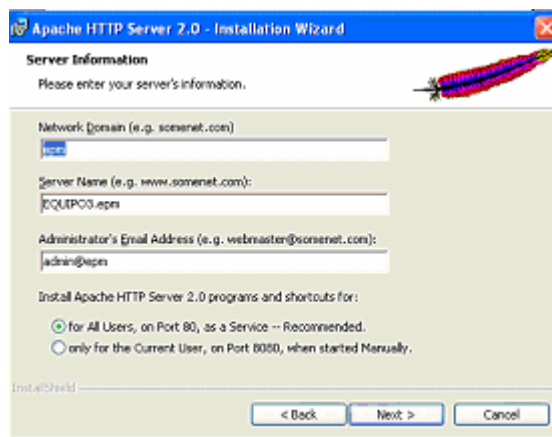 Apache HTTP Server 2.0 - Installation Wizard
Server Information
Please enter your server's information.
Network Domain (e.g. somenet.com)
epm
Server Name (e.g. www.somenet.com):
EQUIPO3.epm
Administrator's Email Address (e.g. webmaster@somenet.com):
admin@epm
Install Apache HTTP Server 2.0 programs and shortcuts for:
for All Users, on Port 80, as a Service -- Recommended.
only for the Current User, on Port 8080, when started Manually.
InstallShield
< Back Next > Cancel